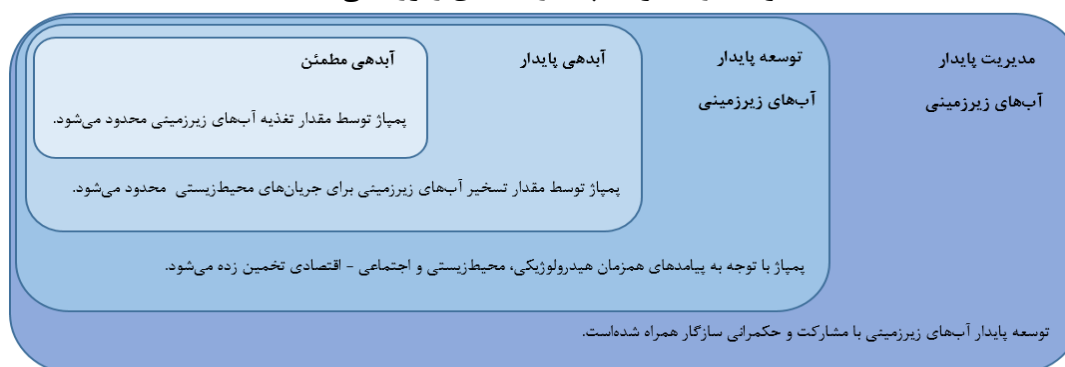 مدیریت پایدار
آب‌های زیرزمینی
توسعه پایدار
آب‌های زیرزمینی
آبدهی پایدار
آبدهی مطمئن
پمپاژ توسط مقدار تغذیه آب‌های زیرزمینی محدود می‌شود.
پمپاژ توسط مقدار تسخیر آب‌های زیرزمینی برای جریان‌های محیط‌زیستی محدود می‌شود.
پمپاژ با توجه به پیامدهای همزمان هیدرولوژیکی، محیط‌زیستی و اجتماعی - اقتصادی تخمین زده می‌شود.
توسعه پایدار آب‌های زیرزمینی با مشارکت و حکمرانی سازگار همراه شده‌است.